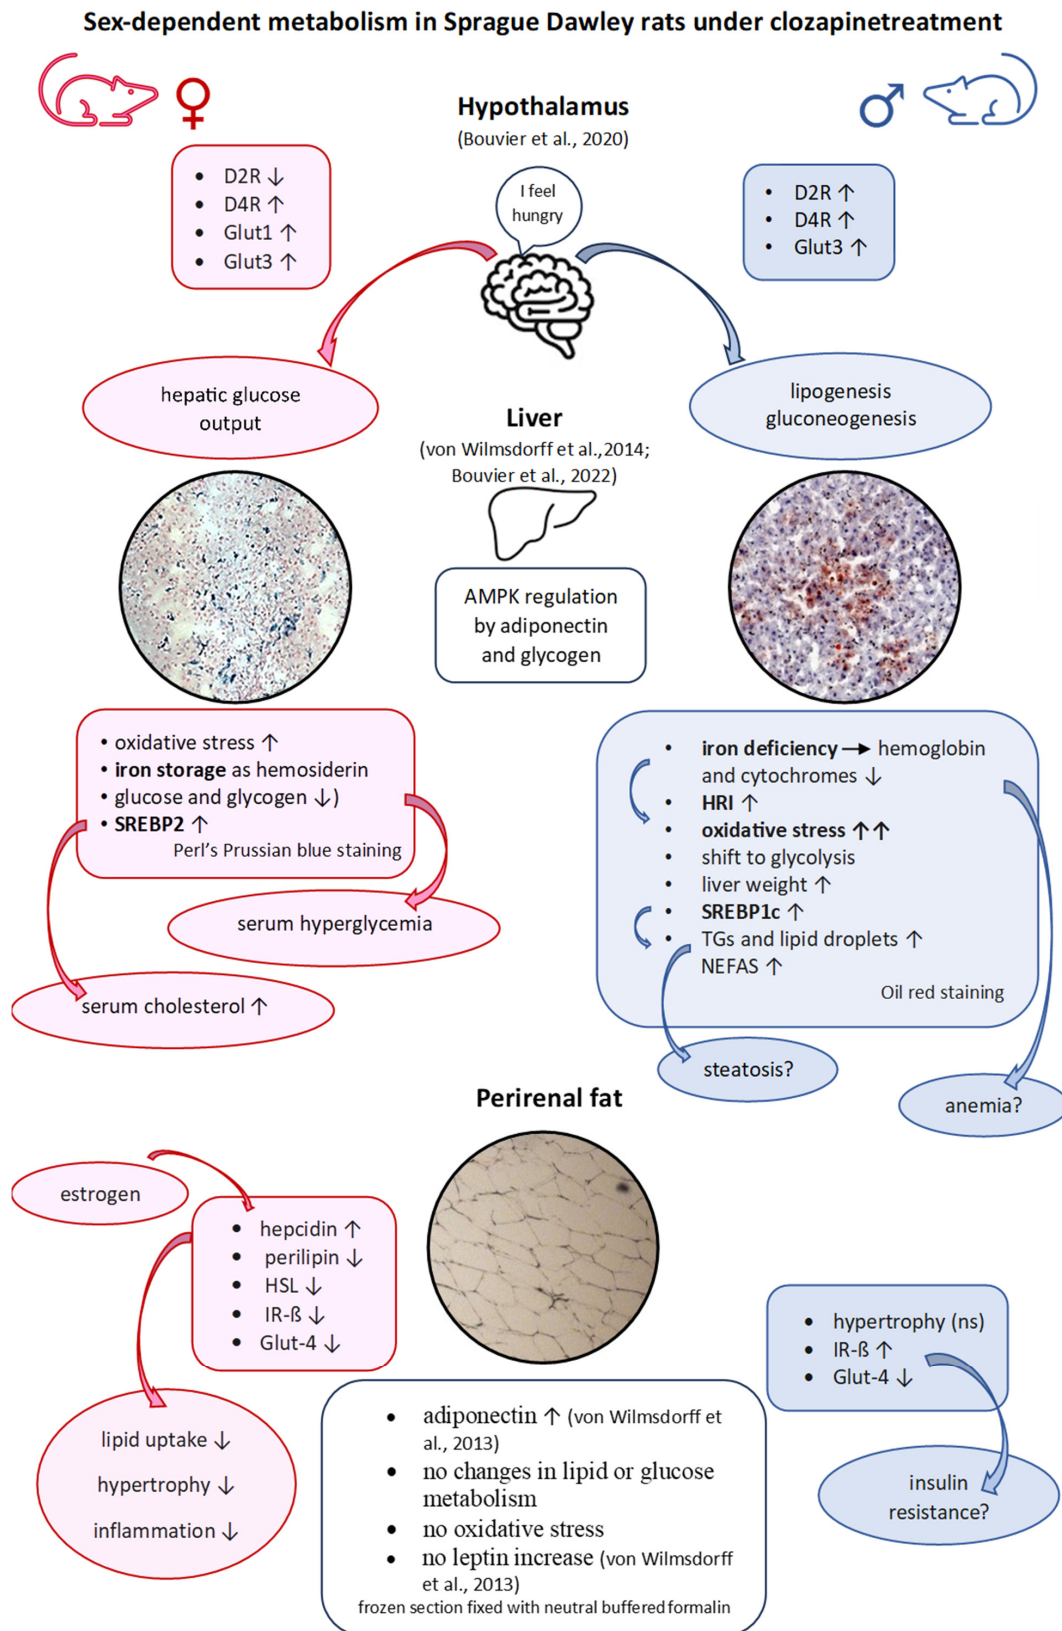 Sex-dependent metabolism in Sprague Dawley rats under clozapinetreatment
Hypothalamus
(Bouvier et al., 2020)
• D2R ↓
• D4R ↑
• Glut1 ↑
• Glut3 ↑
I feel
hungry
• D2R ↑
• D4R ↑
• Glut3 ↑
hepatic glucose
output
lipogenesis
gluconeogenesis
Liver
(von Wilmsdorff et al.,2014;
Bouvier et al., 2022)
AMPK regulation
by adiponectin
and glycogen
• oxidative stress ↑
• iron storage as hemosiderin
• glucose and glycogen ↓)
• SREBP2 ↑
Perl’s Prussian blue staining
serum hyperglycemia
serum cholesterol ↑
• iron deficiency → hemoglobin
and cytochromes ↓
• HRI ↑
• oxidative stress ↑↑
• shift to glycolysis
• liver weight ↑
• SREBP1c ↑
• TGs and lipid droplets ↑
NEFAS ↑
Oil red staining
steatosis?
anemia?
Perirenal fat
estrogen
• hepcidin ↑
• perilipin ↓
• HSL ↓
• IR-ß ↓
• Glut-4 ↓
lipid uptake ↓
hypertrophy ↓
inflammation ↓
• hypertrophy (ns)
• IR-ß ↑
• Glut-4 ↓
insulin
resistance?
• adiponectin ↑ (von Wilmsdorff et
al., 2013)
• no changes in lipid or glucose
metabolism
• no oxidative stress
• no leptin increase (von Wilmsdorff
et al., 2013)
frozen section fixed with neutral buffered formalin